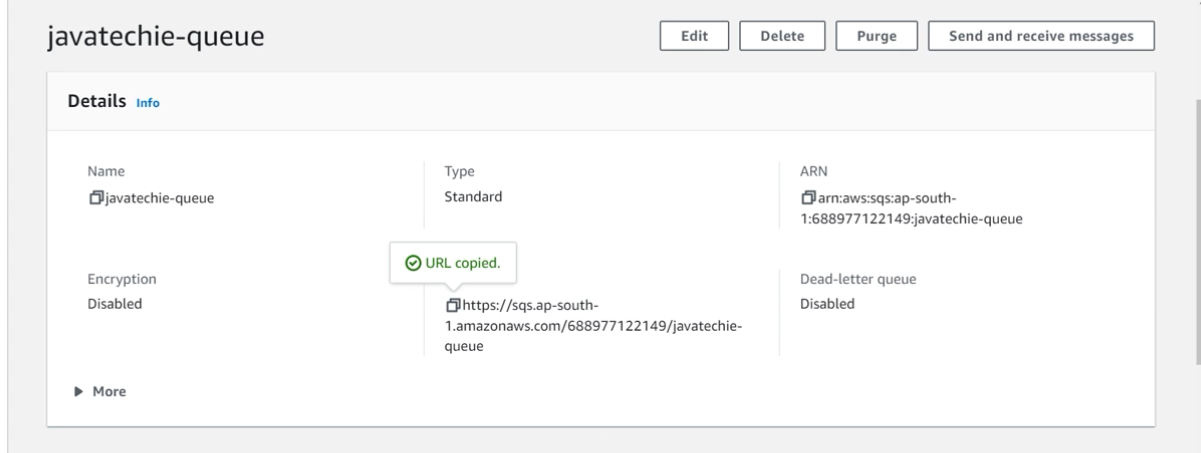 javatechie-queue
Edit
Delete
Purge
Send and receive messages
Details Info
Name
javatechie-queue
Type
Standard
ARN
arn:aws:sqs:ap-south-
1:688977122149:javatechie-queue
Encryption
Disabled
URL copied.
https://sqs.ap-south-
1.amazonaws.com/688977122149/javatechie-
queue
Dead-letter queue
Disabled
More